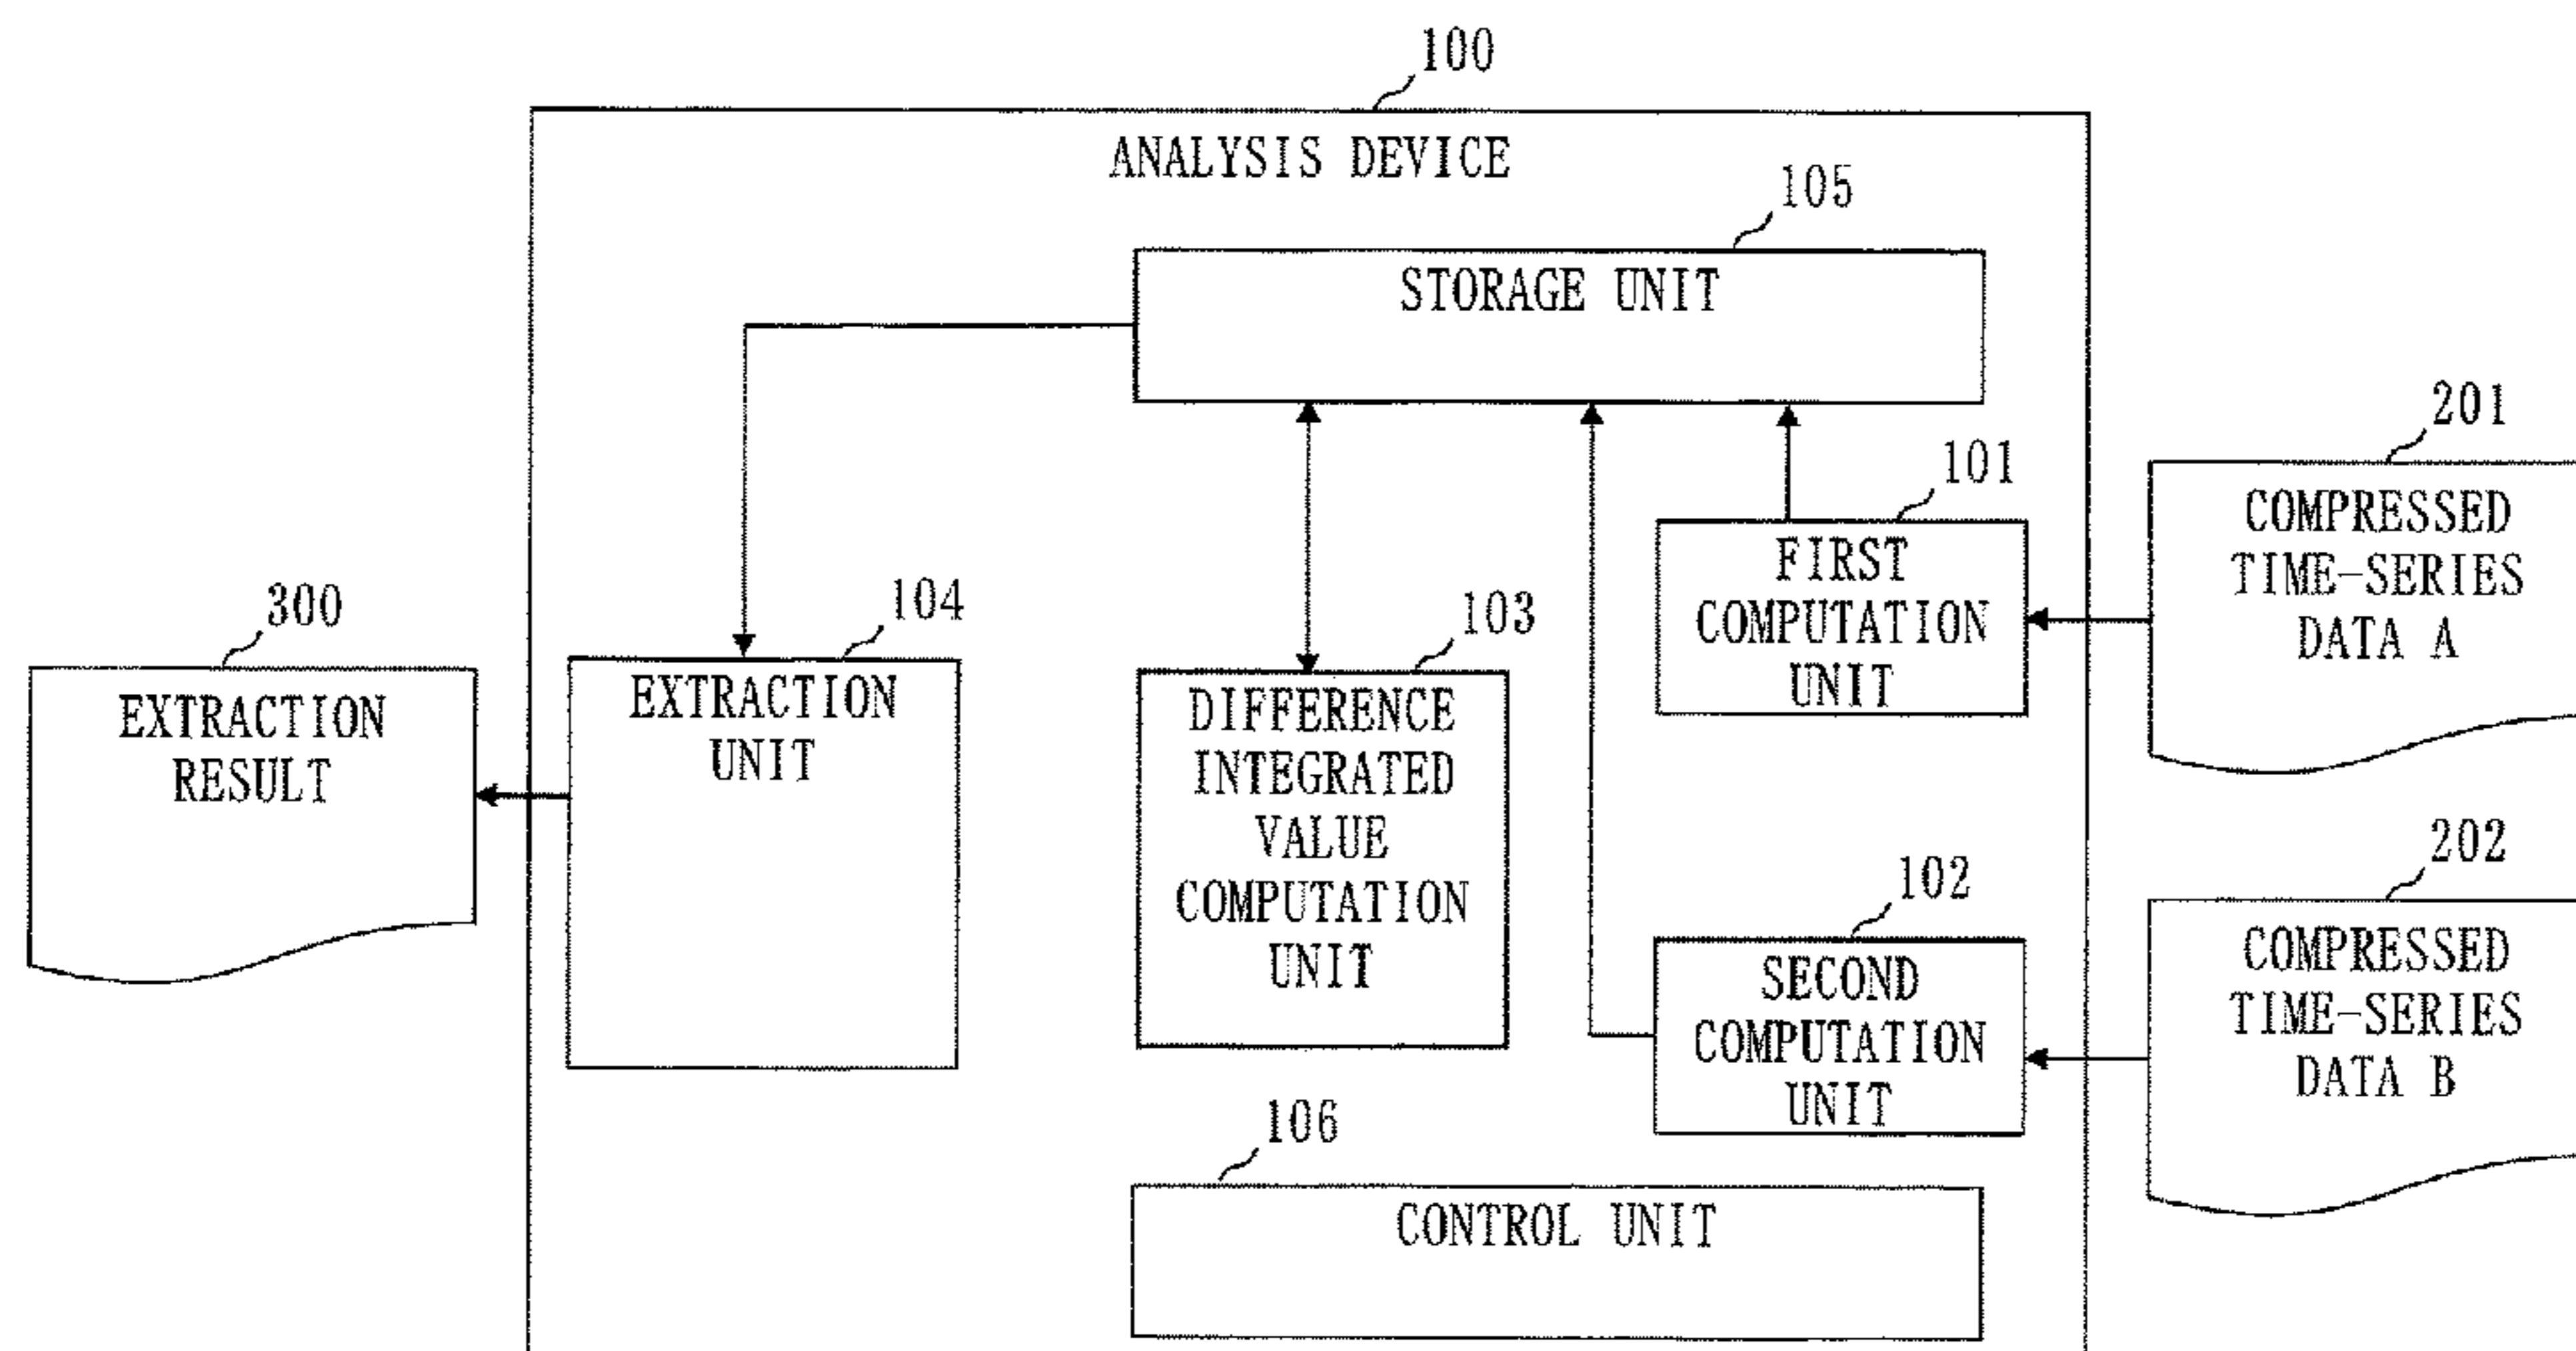 100
ANALYSIS DEVICE
105
STORAGE UNIT
201
COMPRESSED
TIME-SERIES
DATA A
101
FIRST
COMPUTATION
UNIT
300
EXTRACTION
RESULT
104
EXTRACTION
UNIT
103
DIFFERENCE
INTEGRATED
VALUE
COMPUTATION
UNIT
202
COMPRESSED
TIME-SERIES
DATA B
102
SECOND
COMPUTATION
UNIT
106
CONTROL UNIT